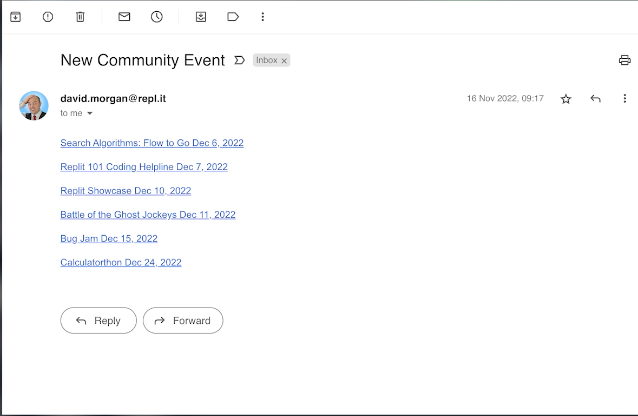 New Community Event
Inbox x
david.morgan@repl.it
16 Nov 2022, 09:17
to me
Search Algorithms: Flow to Go Dec 6, 2022
Replit 101 Coding Helpline Dec 7, 2022
Replit Showcase Dec 10, 2022
Battle of the Ghost Jockeys Dec 11, 2022
Bug Jam Dec 15, 2022
Calculatorthon Dec 24, 2022
Reply
Forward